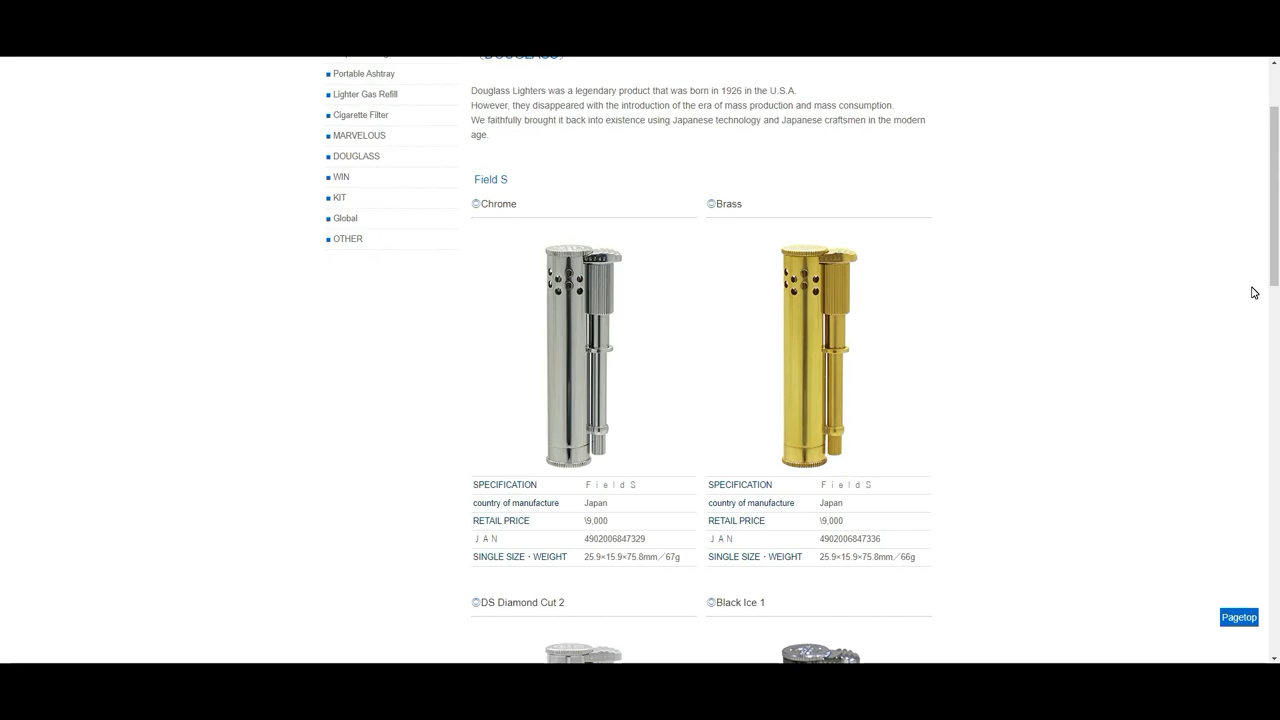 Portable Ashtray
Lighter Gas Refill
Cigarette Filter
MARVELOUS
DOUGLASS
WIN
KIT
Global
OTHER
Douglass Lighters was a legendary product that was born in 1926 in the U.S.A.
However, they disappeared with the introduction of the era of mass production and mass consumption.
We faithfully brought it back into existence using Japanese technology and Japanese craftsmen in the modern
age.
Field S
◎Chrome
◎Brass
SPECIFICATION Ｆｉｅｌｄ Ｓ
country of manufacture Japan
RETAIL PRICE \9,000
ＪＡＮ 4902006847329
SINGLE SIZE・WEIGHT 25.9×15.9×75.8mm／67g
SPECIFICATION Ｆｉｅｌｄ Ｓ
country of manufacture Japan
RETAIL PRICE \9,000
ＪＡＮ 4902006847336
SINGLE SIZE・WEIGHT 25.9×15.9×75.8mm／66g
◎DS Diamond Cut 2
◎Black Ice 1
Pagetop